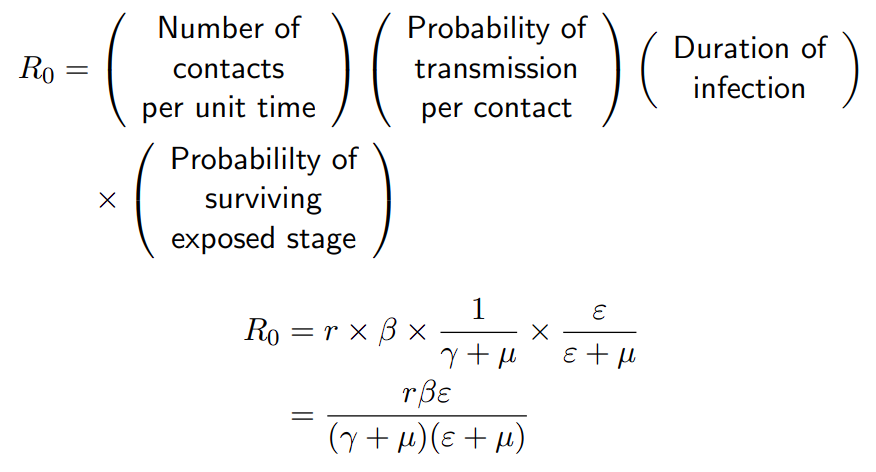 R₀ = ( Number of contacts per unit time ) ( Probability of transmission per contact ) ( Duration of infection )
× ( Probabililty of surviving exposed stage )
R₀ = r × β × 1/(γ + μ) × ε/(ε + μ)
= rβε/((γ + μ)(ε + μ))